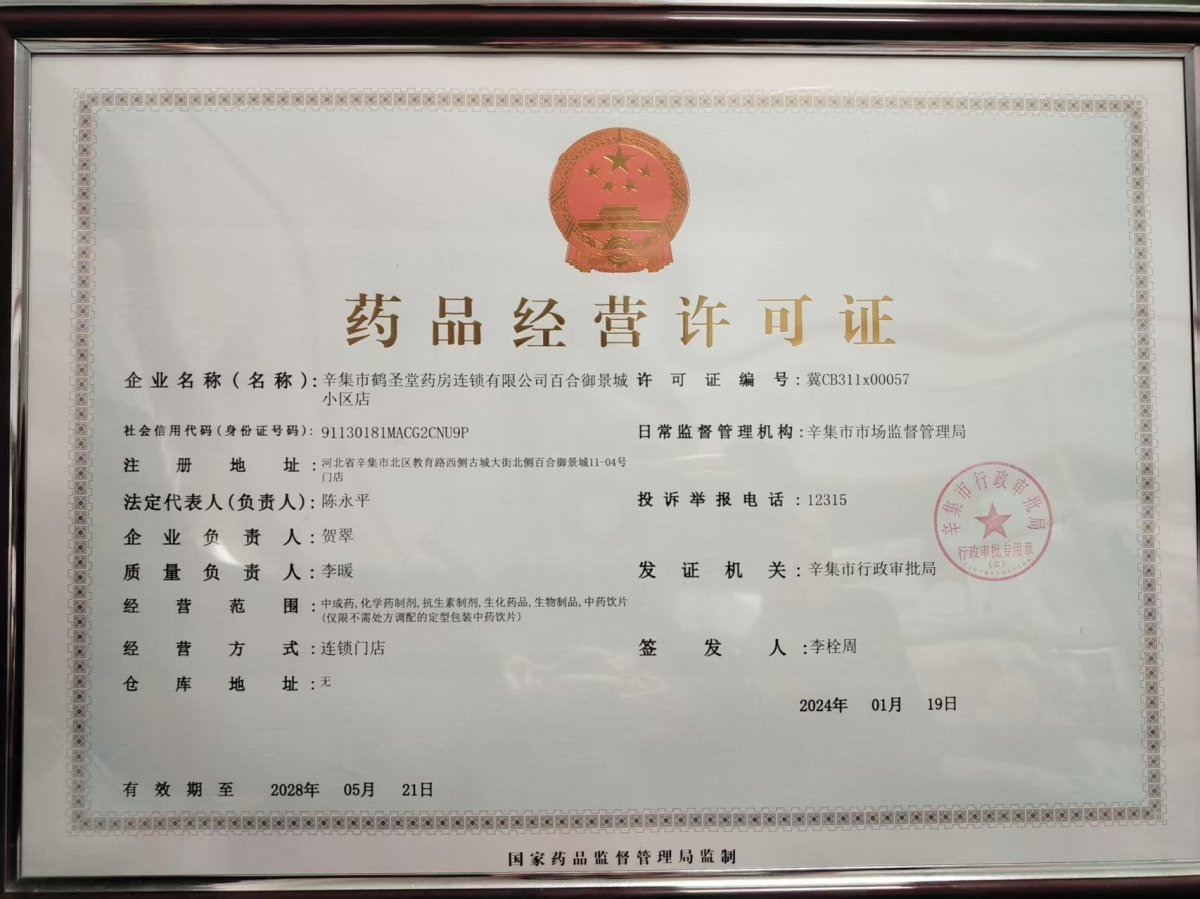 药品经营许可证
企业名称(名称):辛集市鹤圣堂药房连锁有限公司百合御景城
小区店
许可证编号:冀CB311x00057
社会信用代码(身份证号码):91130181MACG2CNU9P
日常监督管理机构:辛集市市场监督管理局
注册地址:河北省辛集市北区教育路西侧古城大街北侧百合御景城11-04号
门店
法定代表人(负责人):陈永平
投诉举报电话:12315
企业负责人:贺翠
质量负责人:李暖
发证机关:辛集市行政审批局
经营范围:中成药,化学药制剂,抗生素制剂,生化药品,生物制品,中药饮片
(仅限不需处方调配的定型包装中药饮片)
经营方式:连锁门店
签发人:李栓周
仓库地址:无
2024年 01月 19日
有效期至 2028年 05月 21日
辛集市行政审批局
行政审批专用章
(2)
国家药品监督管理局监制